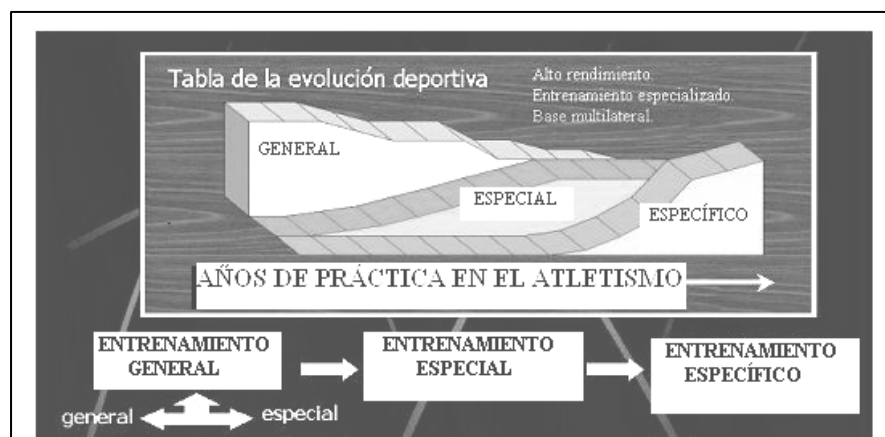 Tabla de la evolución deportiva
Alto rendimiento.
Entrenamiento especializado.
Base multilateral.
GENERAL
ESPECIAL
ESPECÍFICO
AÑOS DE PRÁCTICA EN EL ATLETISMO
ENTRENAMIENTO
GENERAL
ENTRENAMIENTO
ESPECIAL
ENTRENAMIENTO
ESPECÍFICO
general
especial